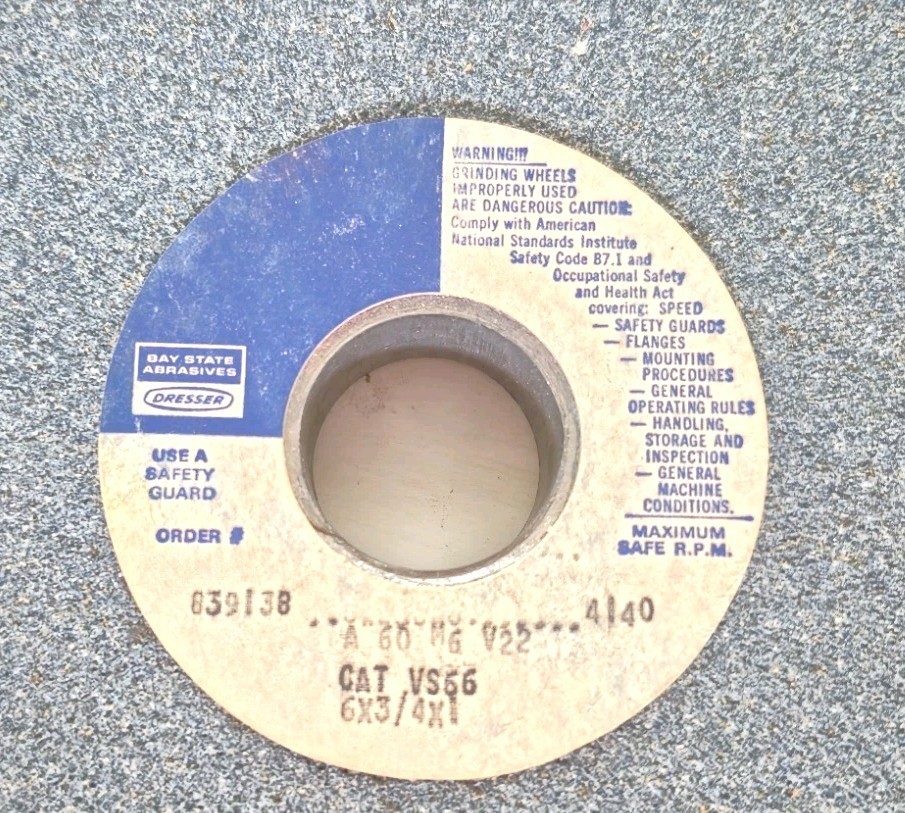 WARNING!!!
GRINDING WHEELS
IMPROPERLY USED
ARE DANGEROUS CAUTION:
Comply with American
National Standards Institute
Safety Code B7.1 and
Occupational Safety
and Health Act
covering: SPEED
— SAFETY GUARDS
— FLANGES
— MOUNTING
PROCEDURES
— GENERAL
OPERATING RULES
— HANDLING,
STORAGE AND
INSPECTION
— GENERAL
MACHINE
CONDITIONS.
MAXIMUM
SAFE R.P.M.
BAY STATE
ABRASIVES
DRESSER
USE A
SAFETY
GUARD
ORDER #
839138
4140
A 60 M6 V22
CAT VS66
6X3/4X1